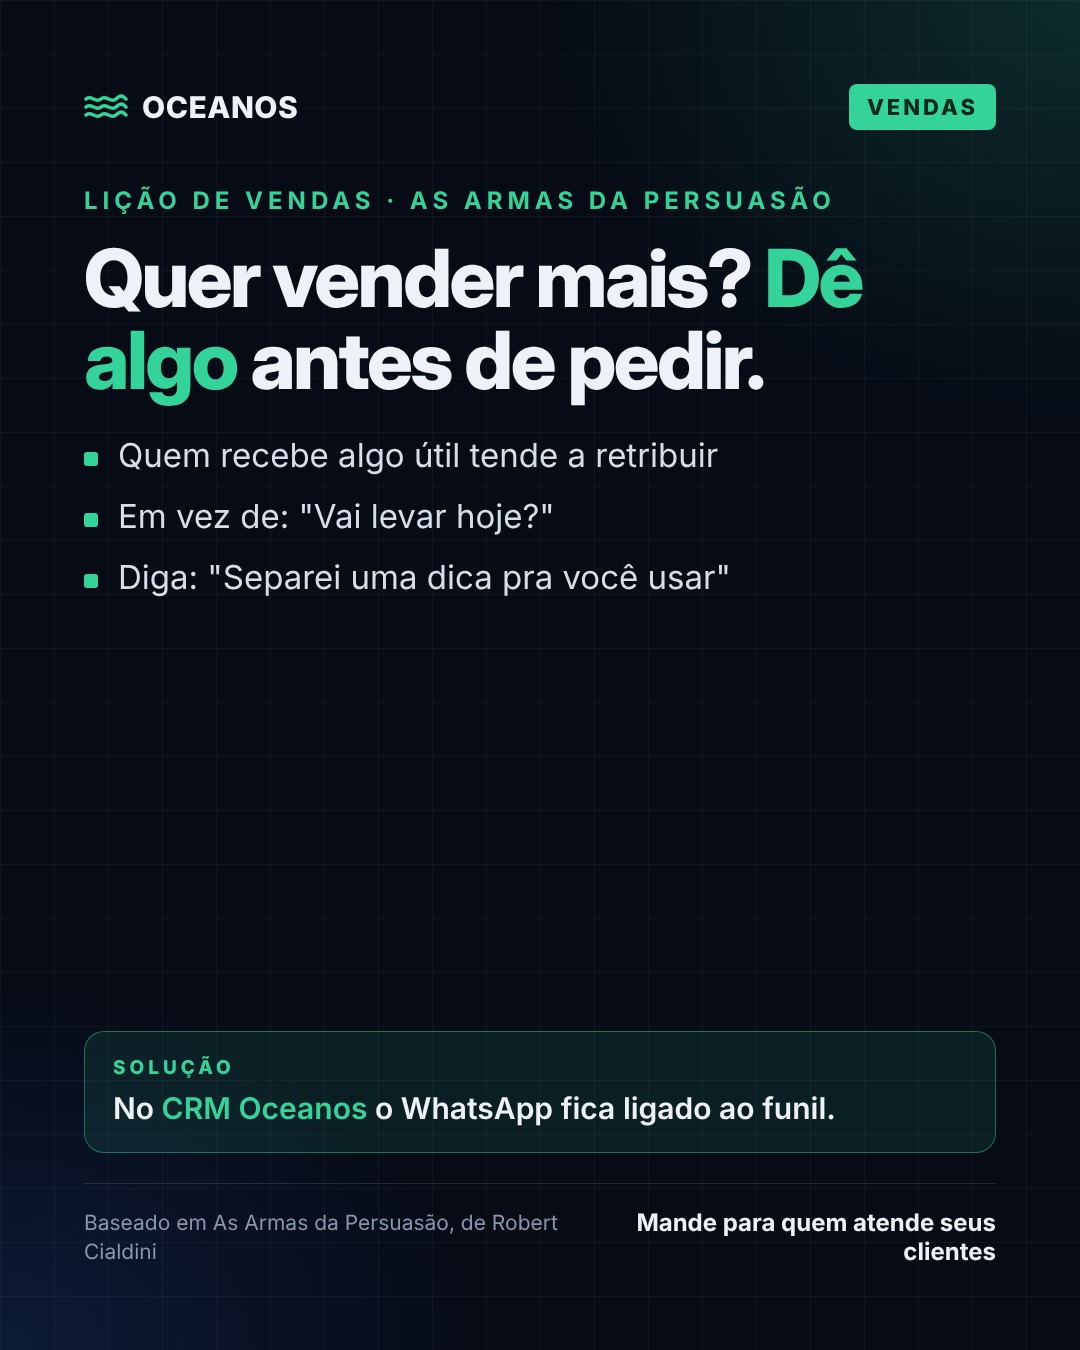 OCEANOS
VENDAS
LIÇÃO DE VENDAS · AS ARMAS DA PERSUASÃO
Quer vender mais? Dê
algo antes de pedir.
Quem recebe algo útil tende a retribuir
Em vez de: "Vai levar hoje?"
Diga: "Separei uma dica pra você usar"
SOLUÇÃO
No CRM Oceanos o WhatsApp fica ligado ao funil.
Baseado em As Armas da Persuasão, de Robert
Cialdini
Mande para quem atende seus
clientes